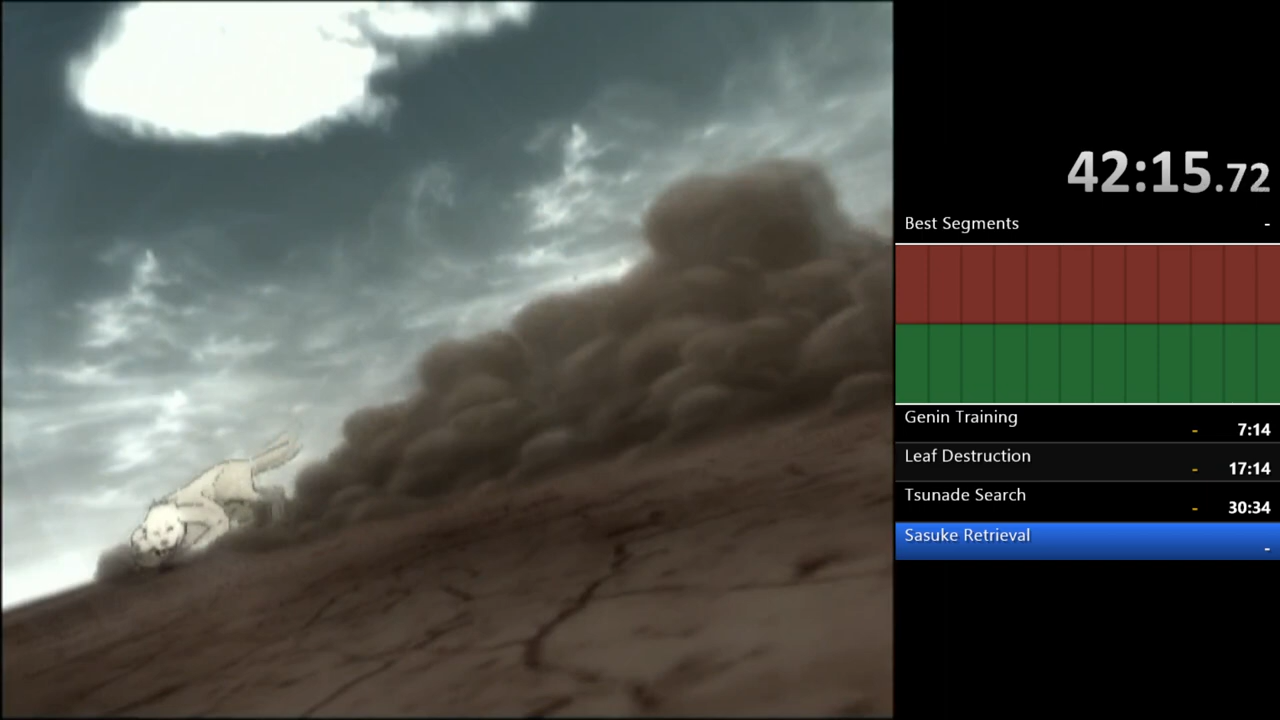 42:15.72
Best Segments -
Genin Training - 7:14
Leaf Destruction - 17:14
Tsunade Search - 30:34
Sasuke Retrieval -